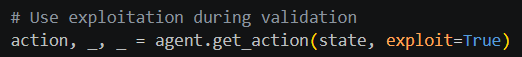 # Use exploitation during validation
action, _, _ = agent.get_action(state, exploit=True)